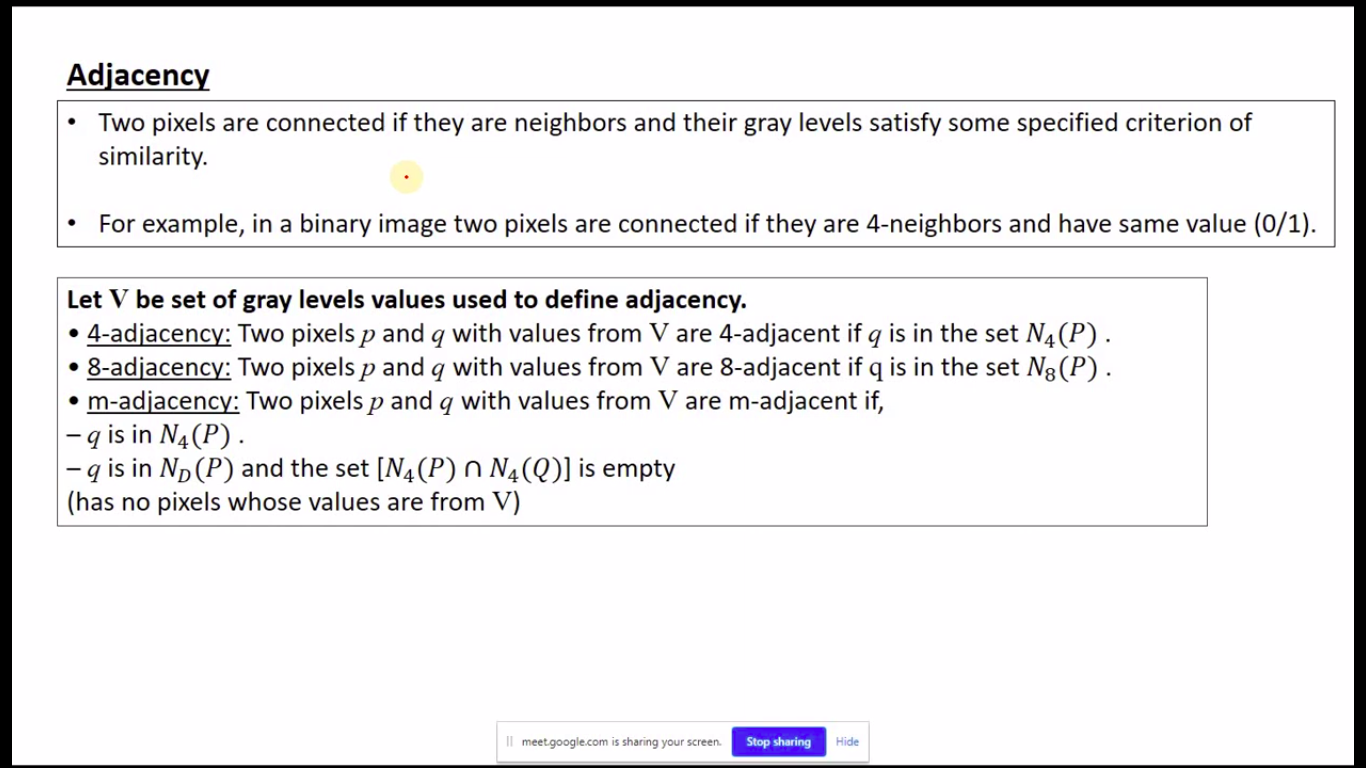 Adjacency
• Two pixels are connected if they are neighbors and their gray levels satisfy some specified criterion of
similarity.
• For example, in a binary image two pixels are connected if they are 4-neighbors and have same value (0/1).
Let V be set of gray levels values used to define adjacency.
• 4-adjacency: Two pixels p and q with values from V are 4-adjacent if q is in the set N₄(P) .
• 8-adjacency: Two pixels p and q with values from V are 8-adjacent if q is in the set N₈(P) .
• m-adjacency: Two pixels p and q with values from V are m-adjacent if,
– q is in N₄(P) .
– q is in N_D(P) and the set [N₄(P) ∩ N₄(Q)] is empty
(has no pixels whose values are from V)
meet.google.com is sharing your screen. Stop sharing Hide